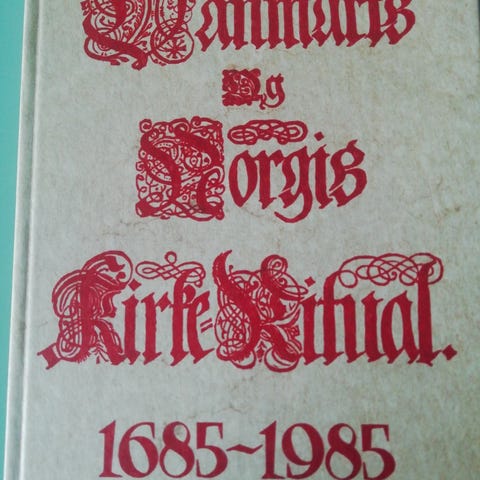 Danmarks
Og
Norgis
Kirke=Ritual.
1685~1985